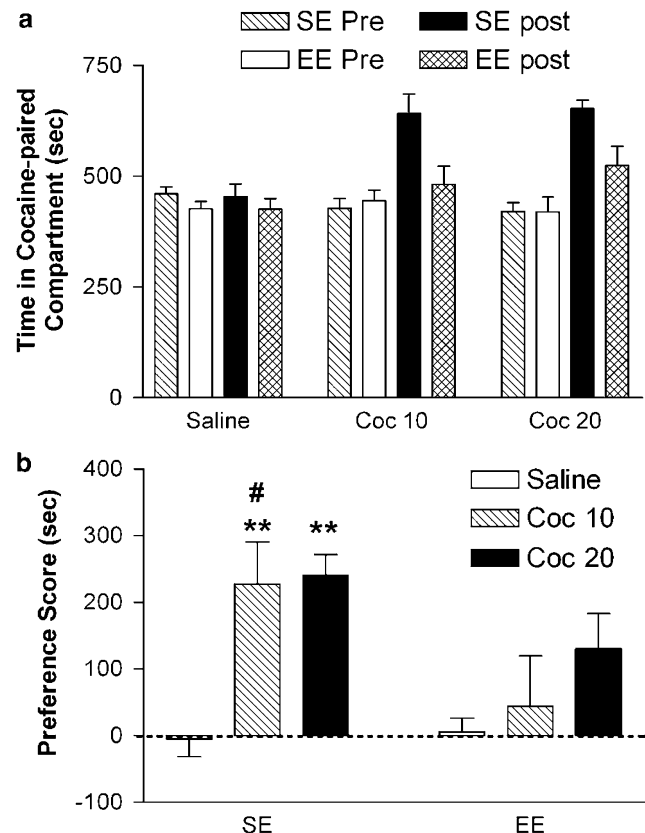 a
SE Pre
SE post
EE Pre
EE post
Time in Cocaine-paired
Compartment (sec)
750
500
250
0
Saline
Coc 10
Coc 20
b
Preference Score (sec)
400
300
200
100
0
-100
#
**
**
Saline
Coc 10
Coc 20
SE
EE